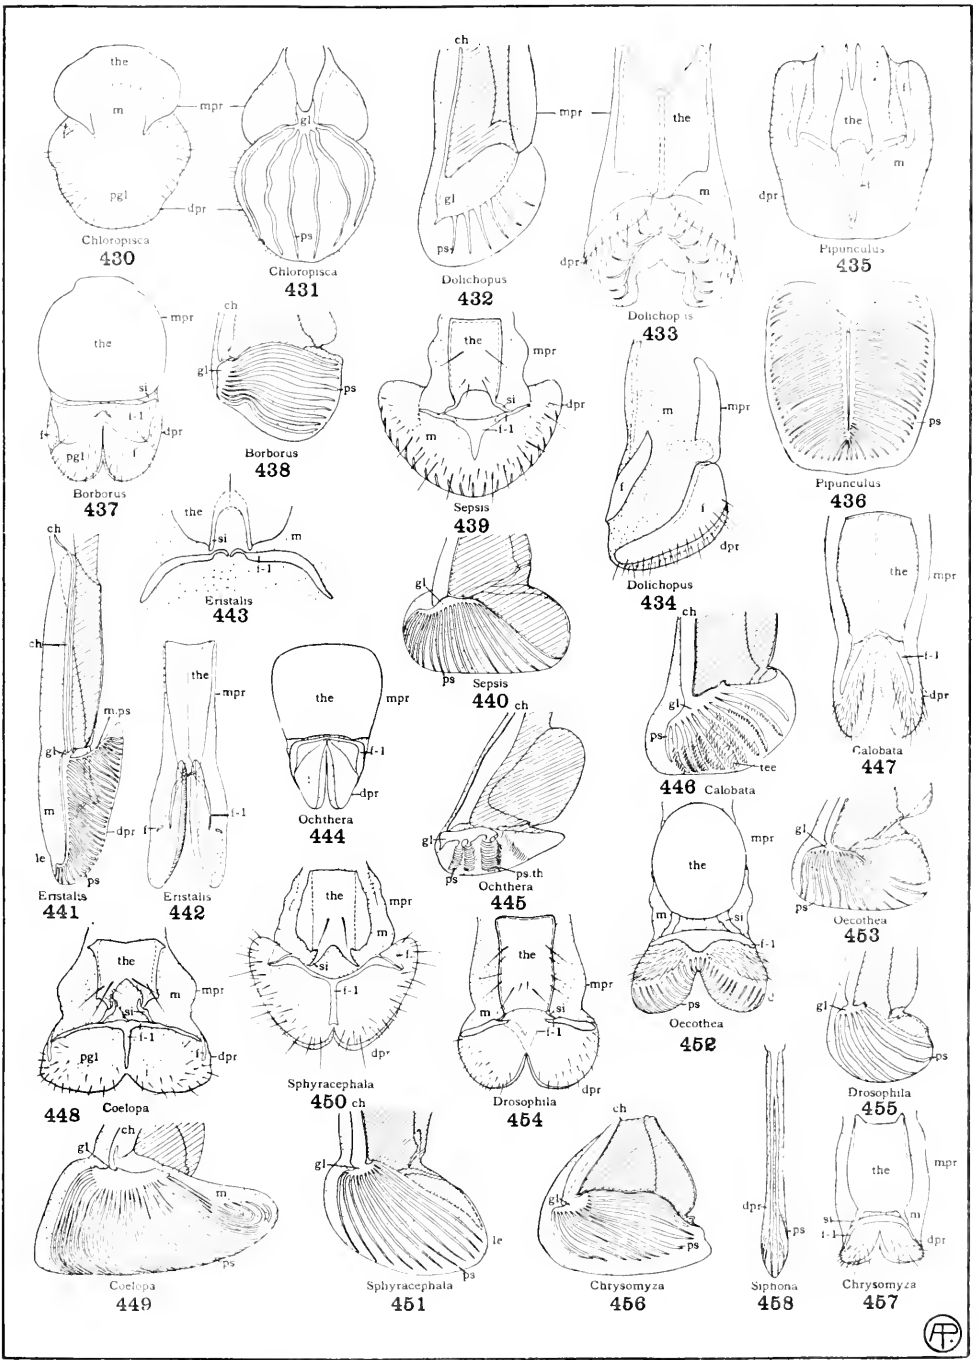 the
m
mpr
pgl
dpr
Chloropisca
430
gl
ps
Chloropisca
431
ch
gl
ps
Dolichopus
432
mpr
the
m
f
dpr
Dolichop is
433
f
the
m
dpr
f
Pipunculus
435
mpr
the
si
f-1
f
dpr
pgl
f
Borborus
437
ch
gl
ps
Borborus
438
the
mpr
si
dpr
f-1
m
Sepsis
439
m
mpr
f
f
dpr
Dolichopus
434
ps
Pipunculus
436
the
si
m
f-1
Eristalis
443
ch
ch
m.ps
gl
m
dpr
le
ps
Eristalis
441
the
mpr
f
f-1
Eristalis
442
the
mpr
f-1
dpr
Ochthera
444
gl
ps
Sepsis
440
ch
gl
ps
ps.th
Ochthera
445
ch
gl
ps
tee
446 Calobata
the
mpr
f-1
dpr
Calobata
447
the
m
mpr
si
f-1
pgl
f
dpr
448
Coelopa
the
mpr
m
f
si
f-1
dpr
Sphyracephala
450
the
mpr
m
si
f-1
dpr
Drosophila
454
mpr
the
m
si
f-1
ps
d
Oecothea
452
gl
ps
Oecothea
453
gl
ps
Drosophila
455
ch
gl
m
ps
Coelopa
449
ch
gl
le
ps
Sphyracephala
451
ch
gl
ps
Chrysomyza
456
dpr
ps
Siphona
458
the
mpr
m
si
f-1
dpr
Chrysomyza
457
AP.